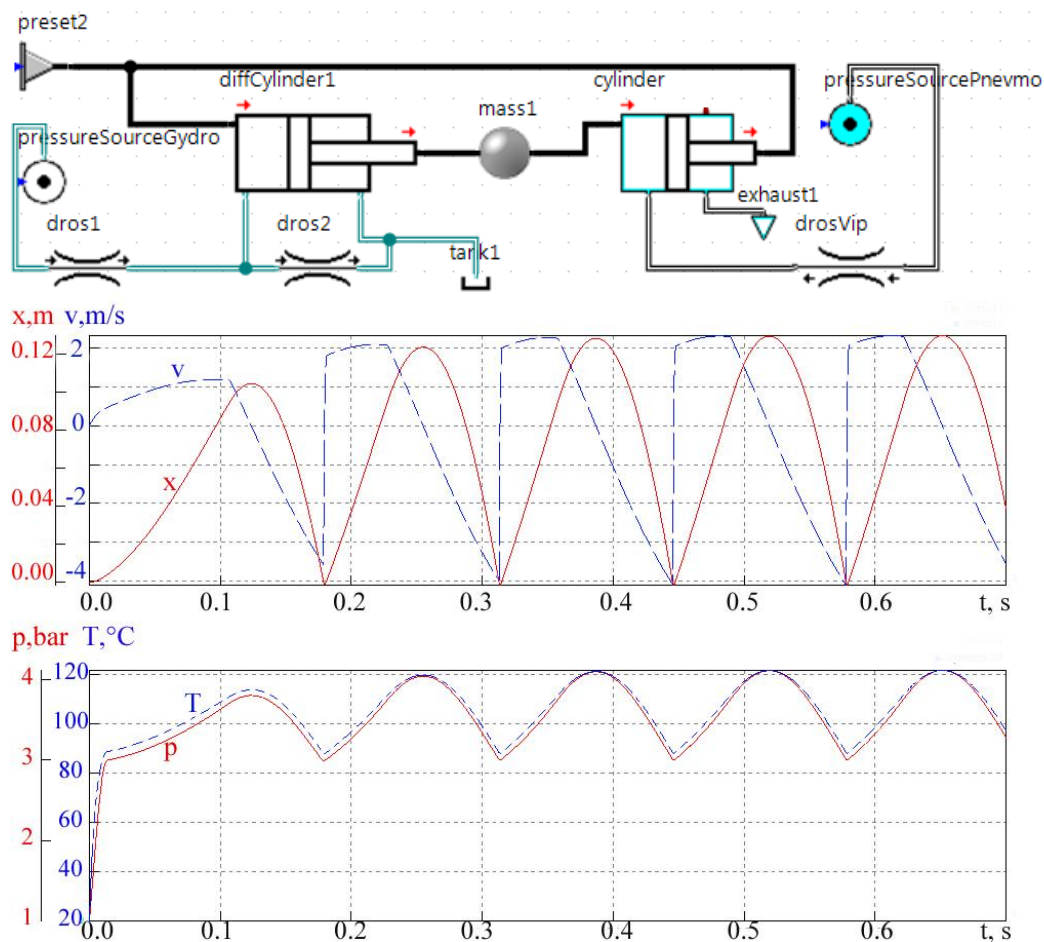 preset2
diffCylinder1
cylinder
pressureSourcePnevmo
mass1
pressureSourceGydro
exhaust1
dros1
dros2
drosVip
tank1
x,m v,m/s
0.12
2
v
0.08
0
x
0.04
-2
0.00
-4
0.0 0.1 0.2 0.3 0.4 0.5 0.6 t, s
p,bar T,°C
4 120
T
100
p
3
80
60
2
40
1 20
0.0 0.1 0.2 0.3 0.4 0.5 0.6 t, s